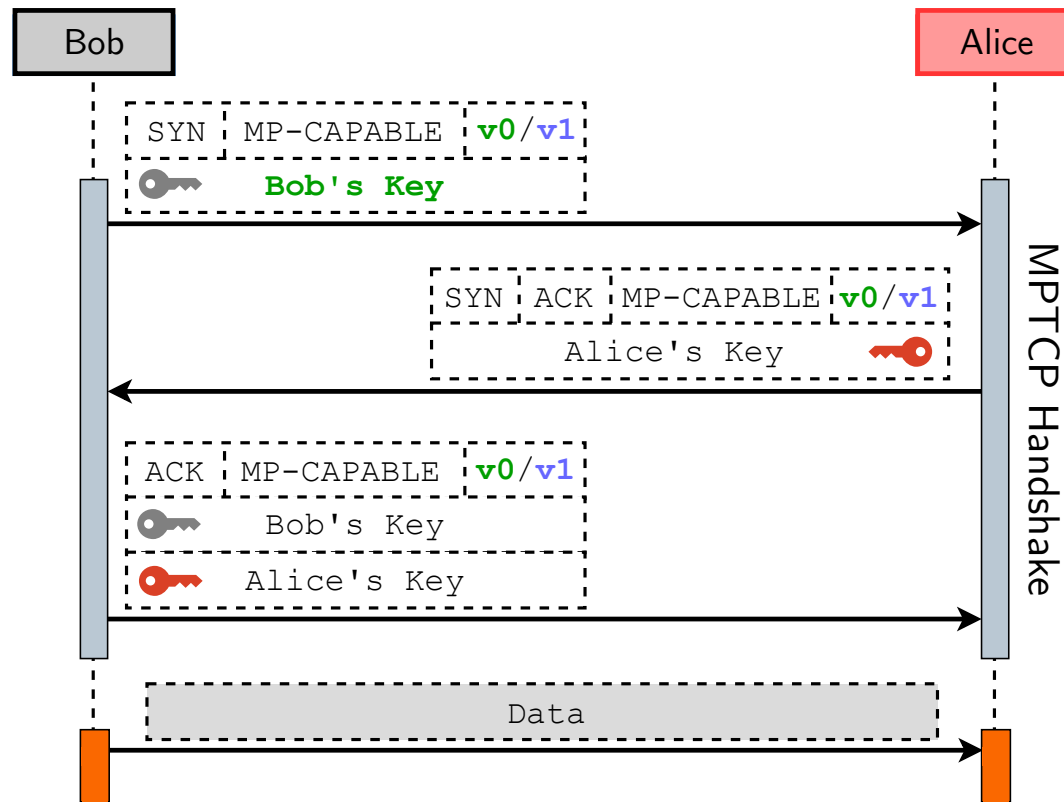 Bob
Alice
SYN MP-CAPABLE v0/v1
Bob's Key
SYN ACK MP-CAPABLE v0/v1
Alice's Key
ACK MP-CAPABLE v0/v1
Bob's Key
Alice's Key
MPTCP Handshake
Data